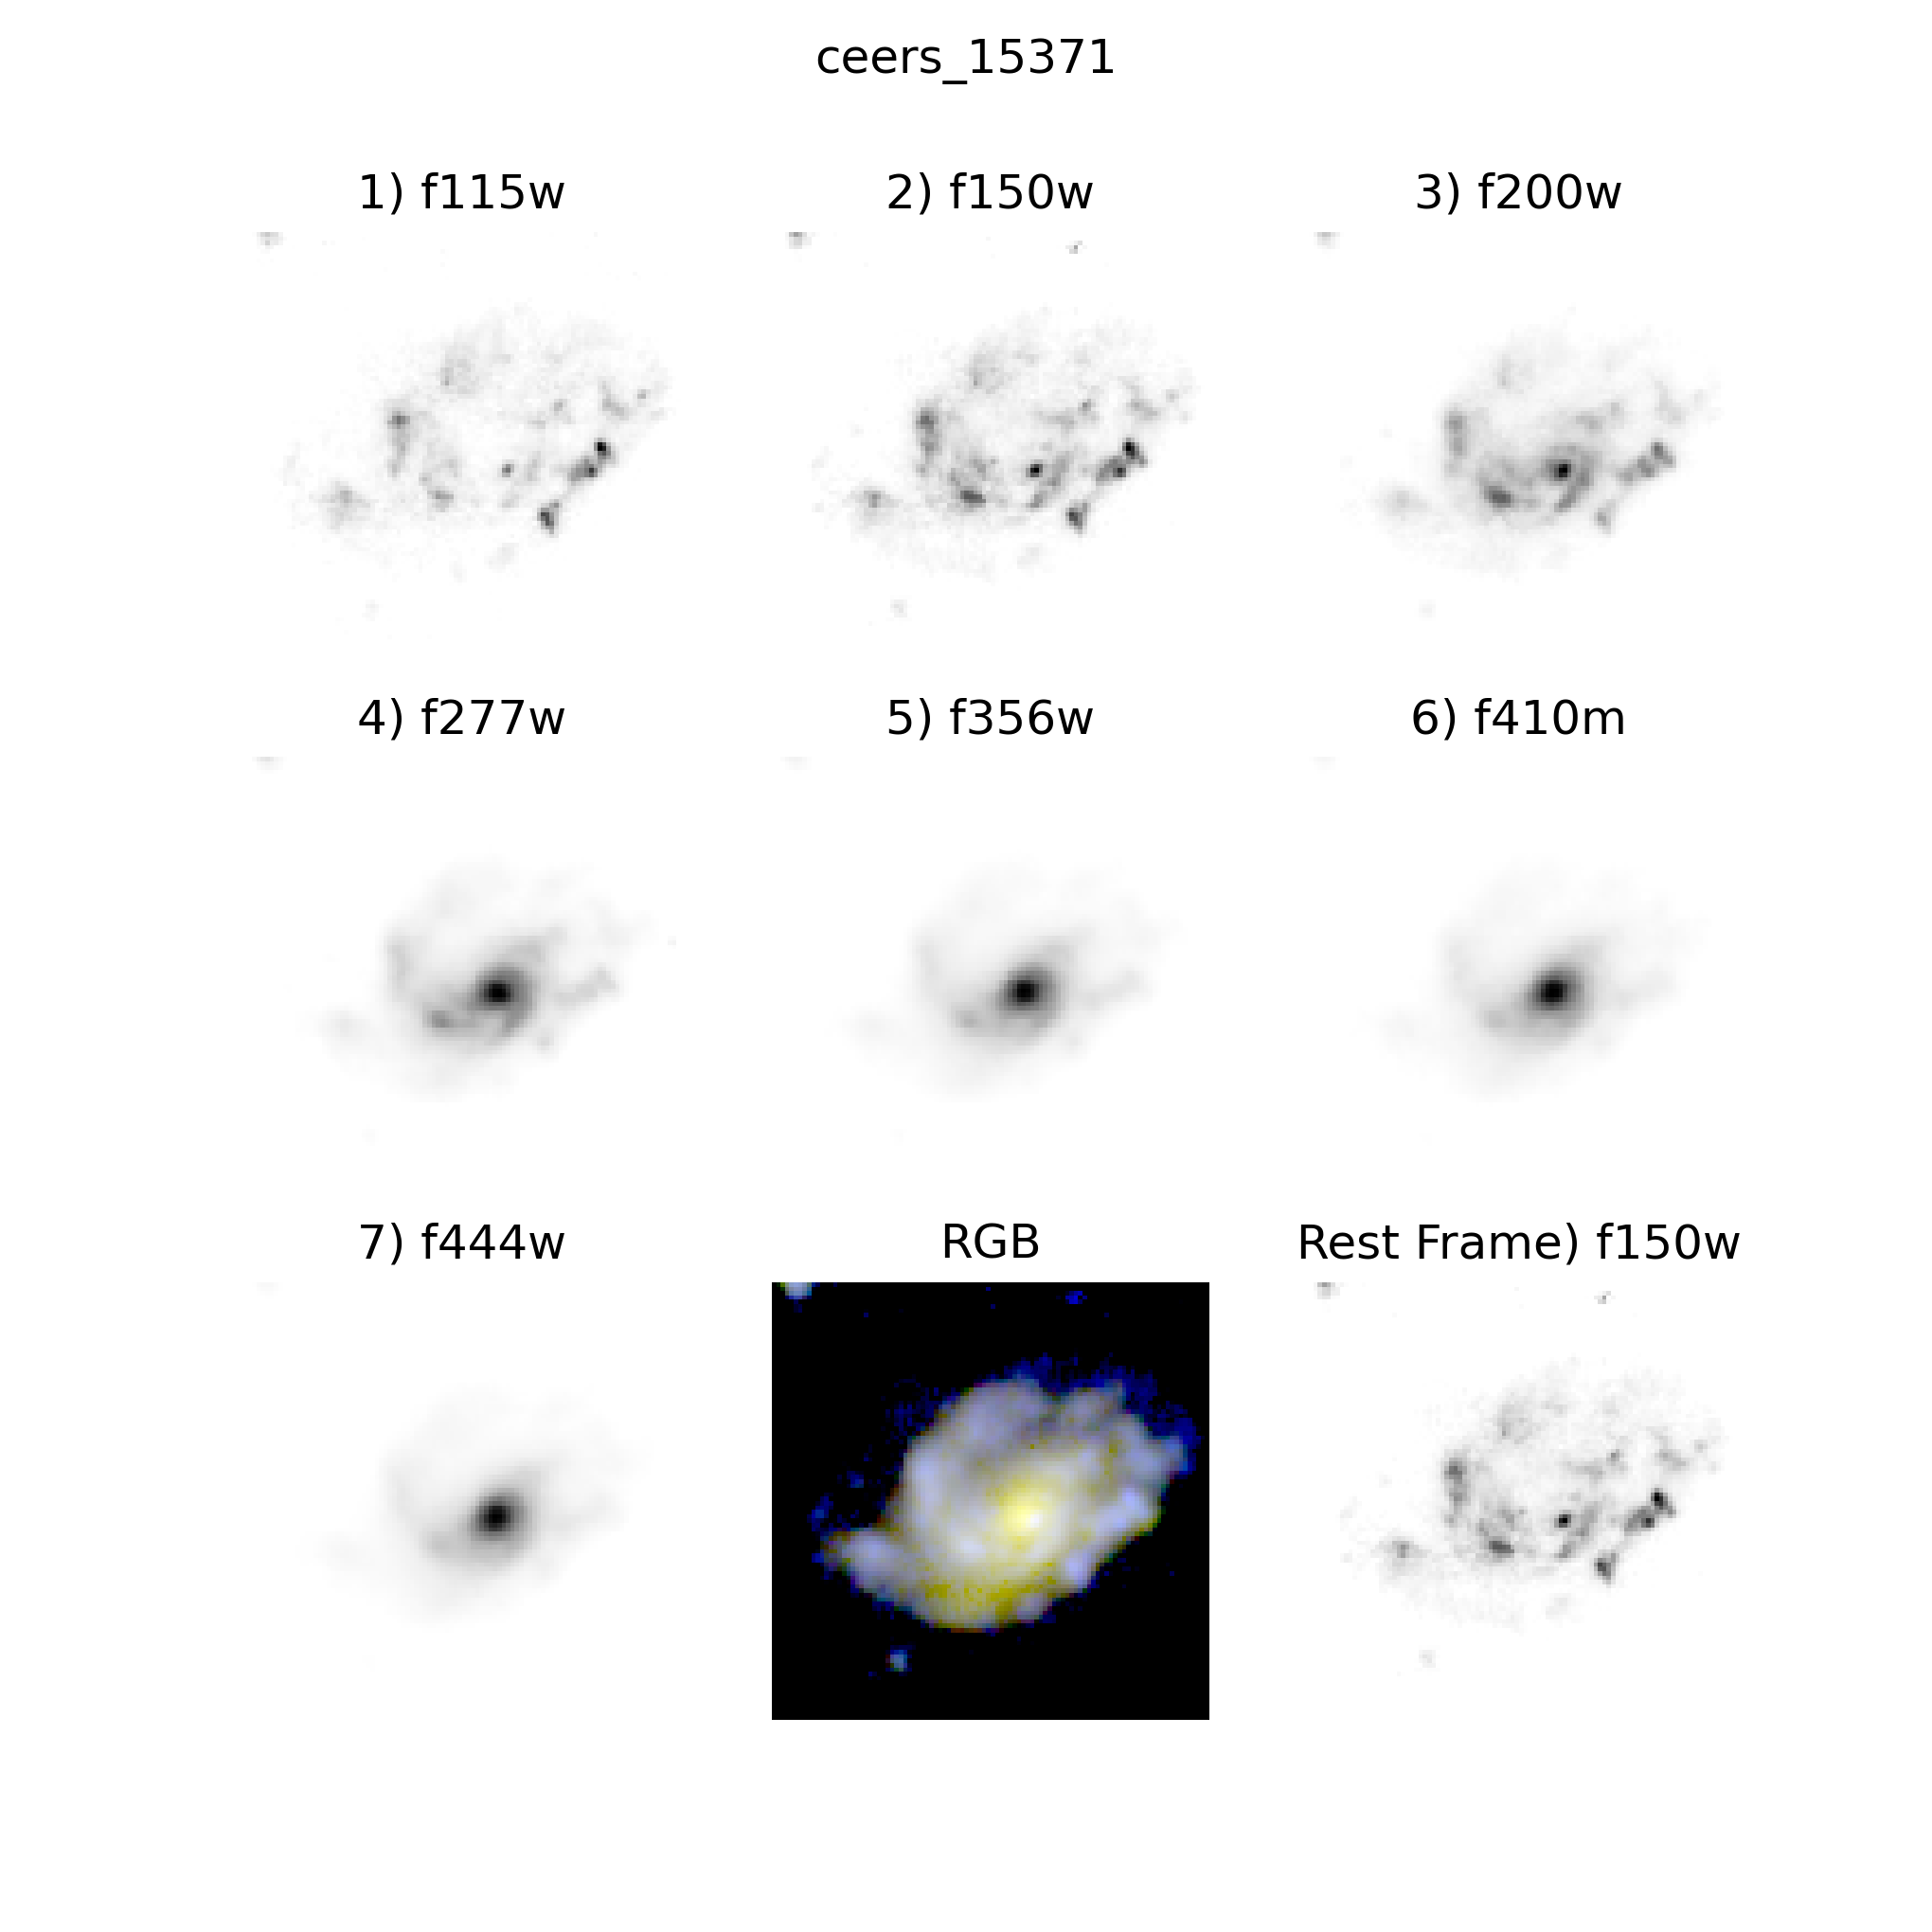 ceers_15371
1) f115w
2) f150w
3) f200w
4) f277w
5) f356w
6) f410m
7) f444w
RGB
Rest Frame) f150w